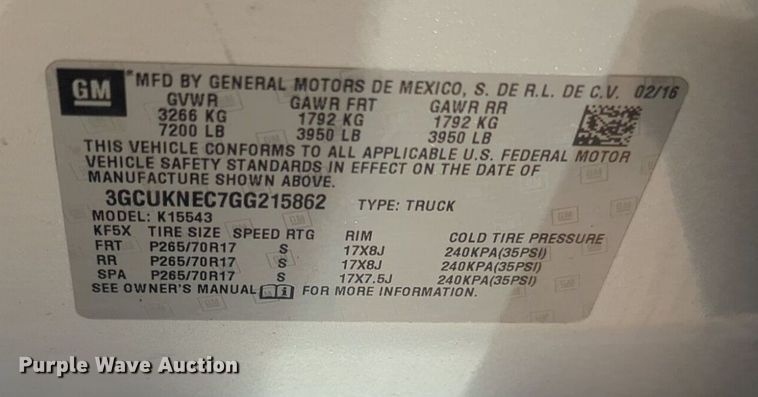 GM MFD BY GENERAL MOTORS DE MEXICO, S. DE R.L. DE C.V. 02/16
GVWR GAWR FRT GAWR RR
3266 KG 1792 KG 1792 KG
7200 LB 3950 LB 3950 LB
THIS VEHICLE CONFORMS TO ALL APPLICABLE U.S. FEDERAL MOTOR
VEHICLE SAFETY STANDARDS IN EFFECT ON THE DATE OF
MANUFACTURE SHOWN ABOVE.
3GCUKNEC7GG215862 TYPE: TRUCK
MODEL: K15543
KF5X TIRE SIZE SPEED RTG RIM COLD TIRE PRESSURE
FRT P265/70R17 S 17X8J 240KPA(35PSI)
RR P265/70R17 S 17X8J 240KPA(35PSI)
SPA P265/70R17 S 17X7.5J 240KPA(35PSI)
SEE OWNER'S MANUAL FOR MORE INFORMATION.
Purple Wave Auction